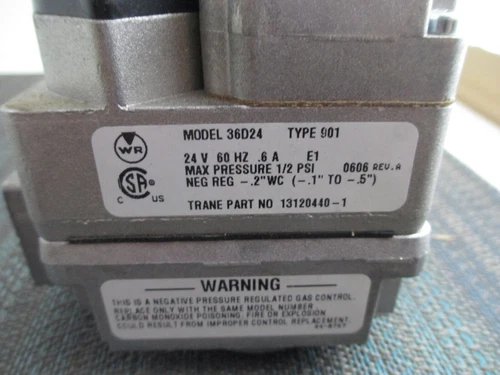 WR
MODEL 36D24 TYPE 901
24 V 60 HZ .6 A E1
MAX PRESSURE 1/2 PSI 0606 REV. A
NEG REG -.2"WC (-.1" TO -.5")
C SA US
TRANE PART NO 13120440-1
WARNING
THIS IS A NEGATIVE PRESSURE REGULATED GAS CONTROL.
REPLACE ONLY WITH THE SAME MODEL NUMBER.
CARBON MONOXIDE POISONING, FIRE OR EXPLOSION
COULD RESULT FROM IMPROPER CONTROL REPLACEMENT.